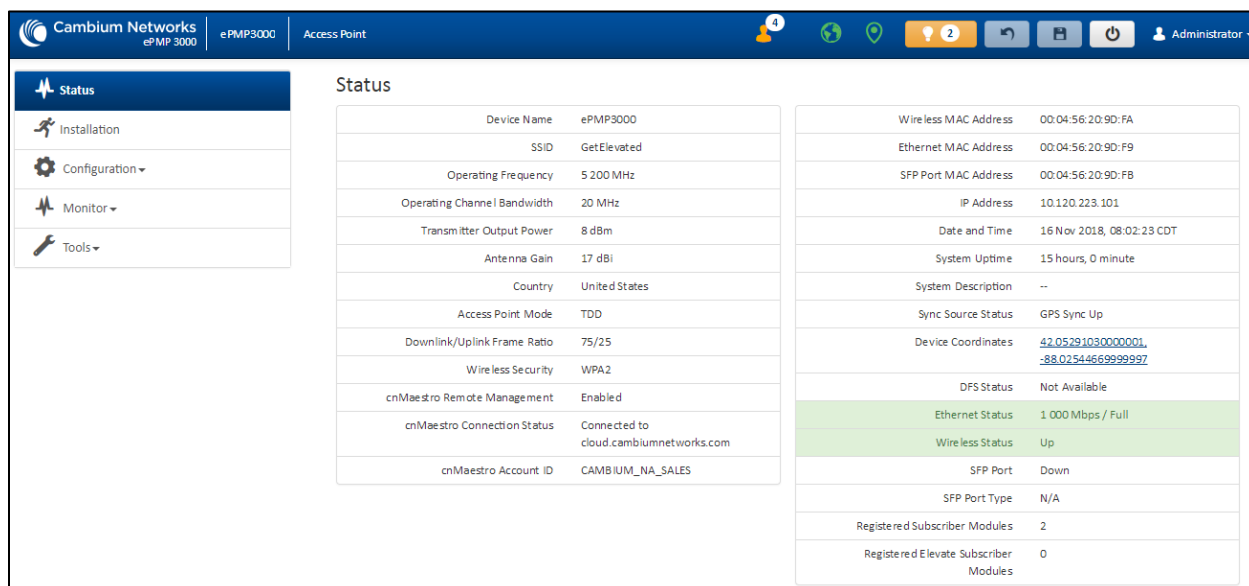 Cambium Networks
ePMP 3000
ePMP3000
Access Point
4
2
Administrator
Status
Installation
Configuration
Monitor
Tools
Status
Device Name ePMP3000
SSID GetElevated
Operating Frequency 5 200 MHz
Operating Channel Bandwidth 20 MHz
Transmitter Output Power 8 dBm
Antenna Gain 17 dBi
Country United States
Access Point Mode TDD
Downlink/Uplink Frame Ratio 75/25
Wireless Security WPA2
cnMaestro Remote Management Enabled
cnMaestro Connection Status Connected to
cloud.cambiumnetworks.com
cnMaestro Account ID CAMBIUM_NA_SALES
Wireless MAC Address 00:04:56:20:9D:FA
Ethernet MAC Address 00:04:56:20:9D:F9
SFP Port MAC Address 00:04:56:20:9D:FB
IP Address 10.120.223.101
Date and Time 16 Nov 2018, 08:02:23 CDT
System Uptime 15 hours, 0 minute
System Description --
Sync Source Status GPS Sync Up
Device Coordinates 42.05291030000001,
-88.02544669999997
DFS Status Not Available
Ethernet Status 1 000 Mbps / Full
Wireless Status Up
SFP Port Down
SFP Port Type N/A
Registered Subscriber Modules 2
Registered Elevate Subscriber 0
Modules